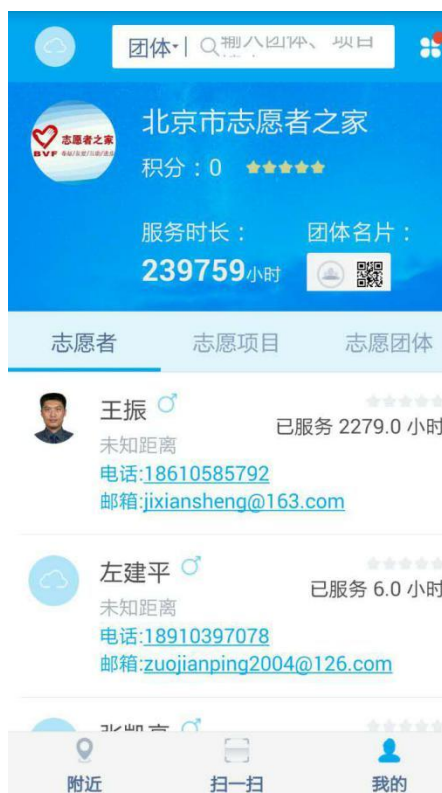 团体
志愿者之家
BVF
北京市志愿者之家
积分：0
服务时长：
团体名片：
239759小时
志愿者
志愿项目
志愿团体
王振
已服务 2279.0 小时
未知距离
电话:18610585792
邮箱:jixiansheng@163.com
左建平
已服务 6.0 小时
未知距离
电话:18910397078
邮箱:zuojianping2004@126.com
附近
扫一扫
我的